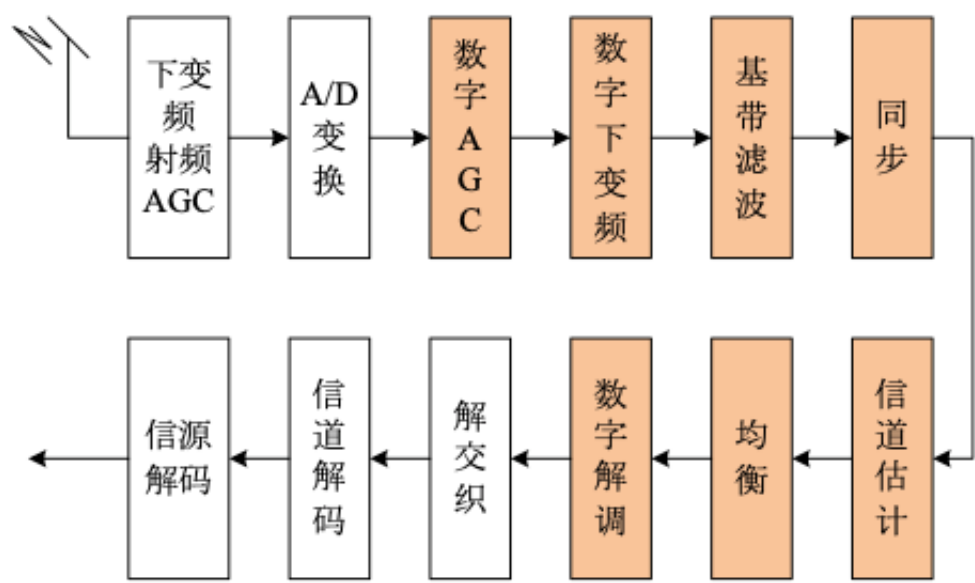 下变
频
射频
AGC
A/D
变
换
数
字
A
G
C
数
字
下
变
频
基
带
滤
波
同
步
信
道
估
计
均
衡
数
字
解
调
解
交
织
信
道
解
码
信源
解码